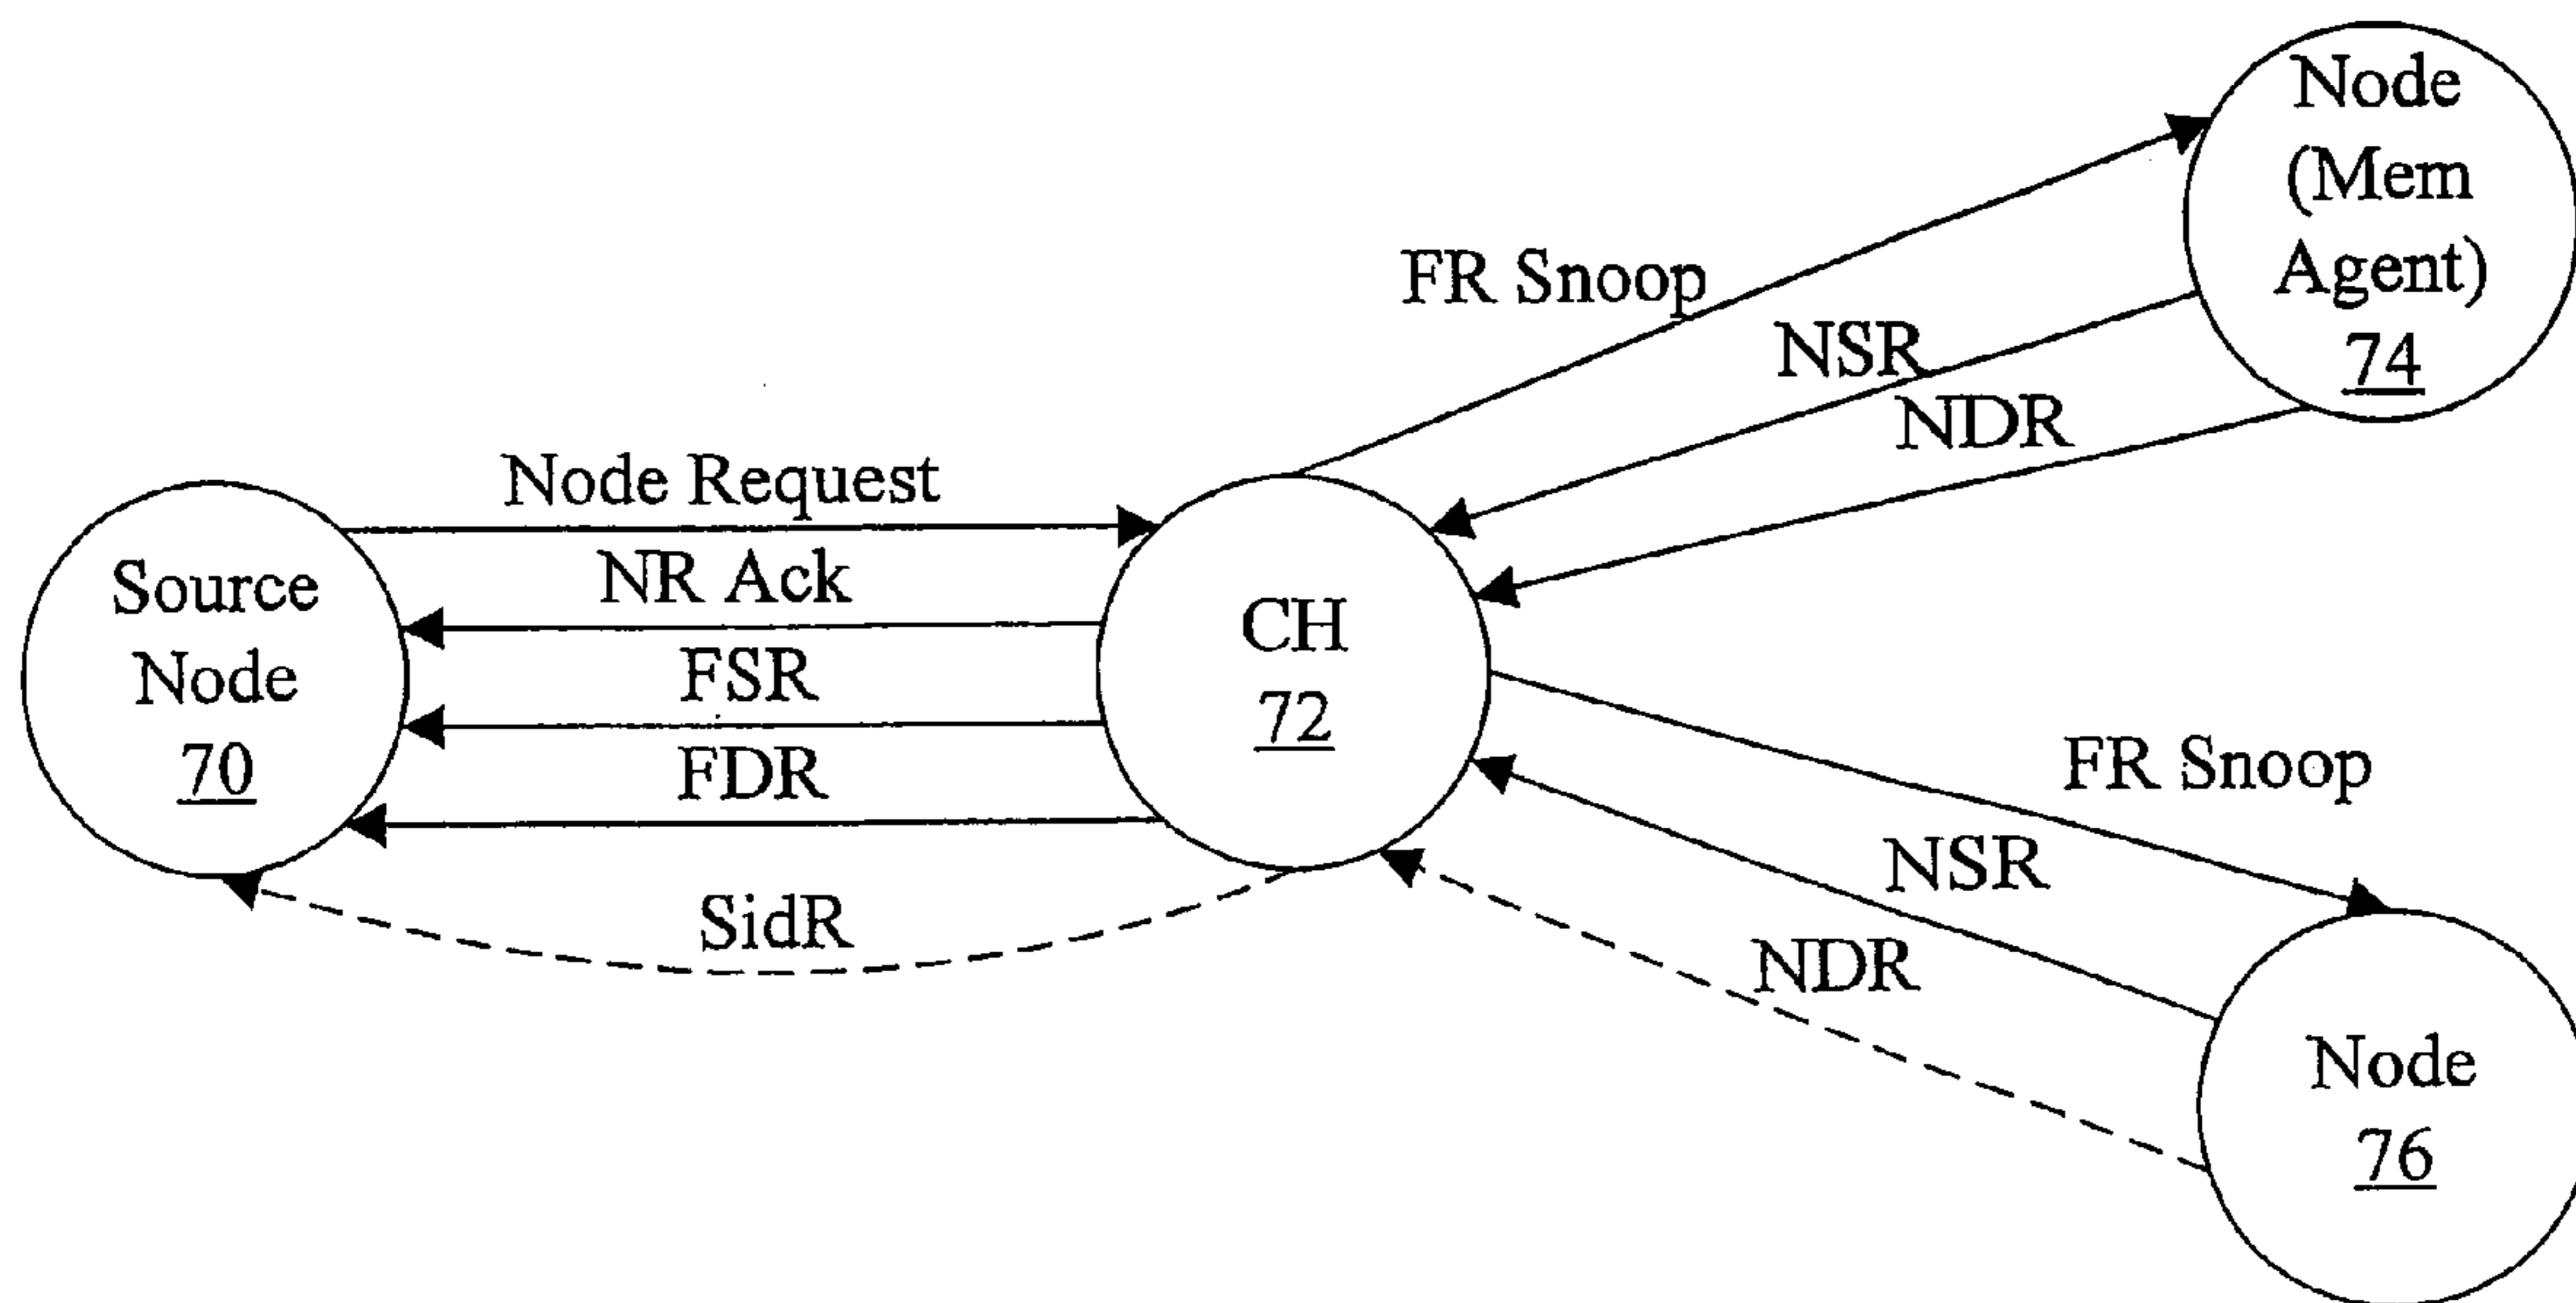 Node
(Mem
Agent)
74
FR Snoop
NSR
NDR
Node Request
NR Ack
FSR
FDR
SidR
Source
Node
70
CH
72
FR Snoop
NSR
NDR
Node
76